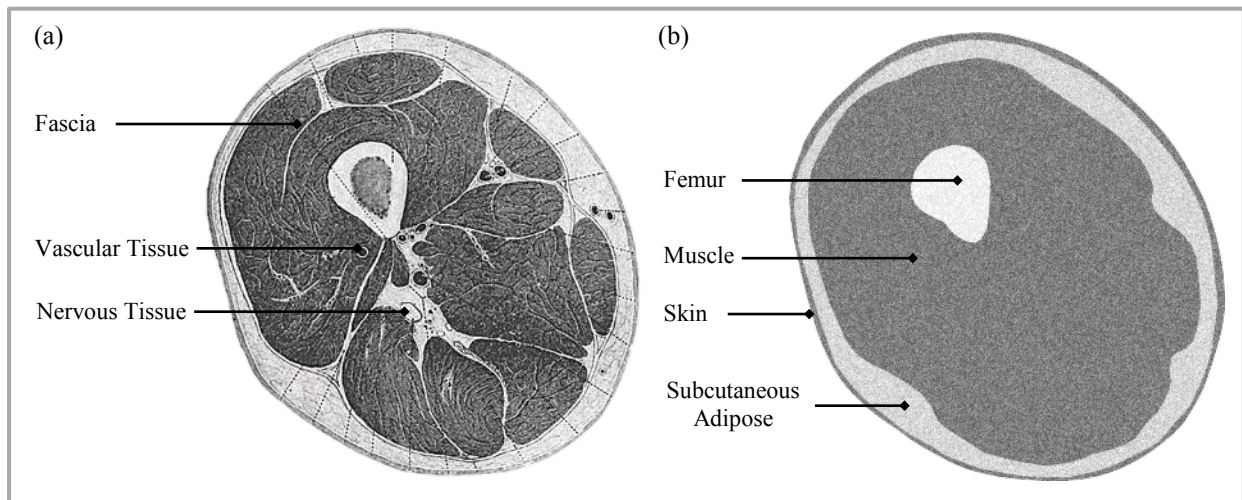 (a)
Fascia
Vascular Tissue
Nervous Tissue
(b)
Femur
Muscle
Skin
Subcutaneous
Adipose